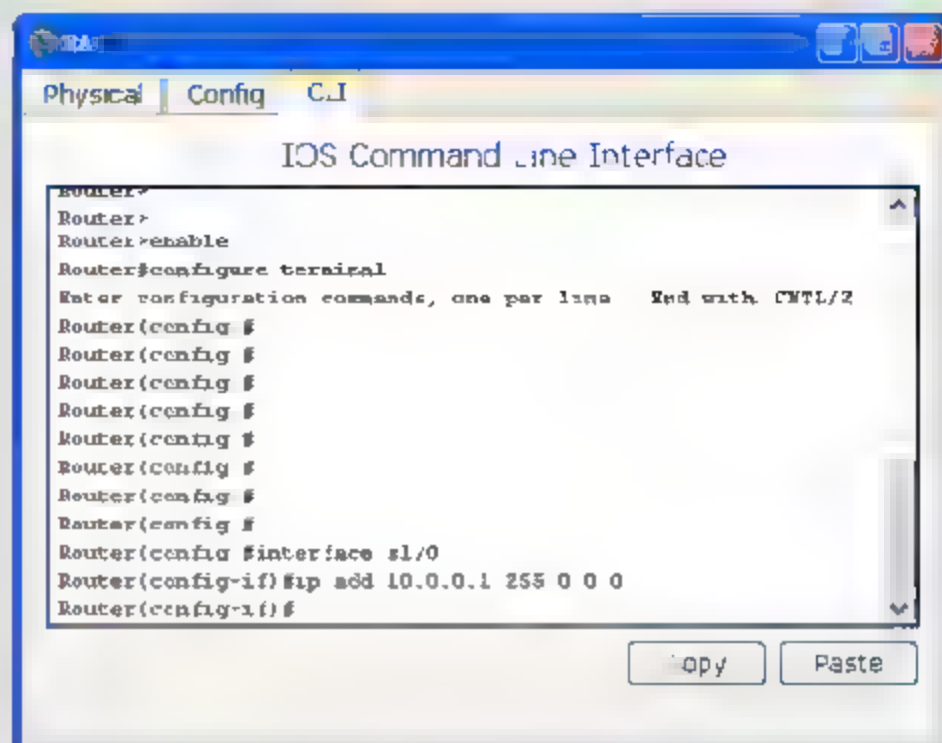 Physical Config CLI
IOS Command Line Interface
Router>
Router>
Router>enable
Router#configure terminal
Enter configuration commands, one per line End with CNTL/Z
Router(config #
Router(config #
Router(config #
Router(config #
Router(config #
Router(config #
Router(config #
Router(config #
Router(config #interface s1/0
Router(config-if)#ip add 10.0.0.1 255 0 0 0
Router(config-if)#
Copy Paste